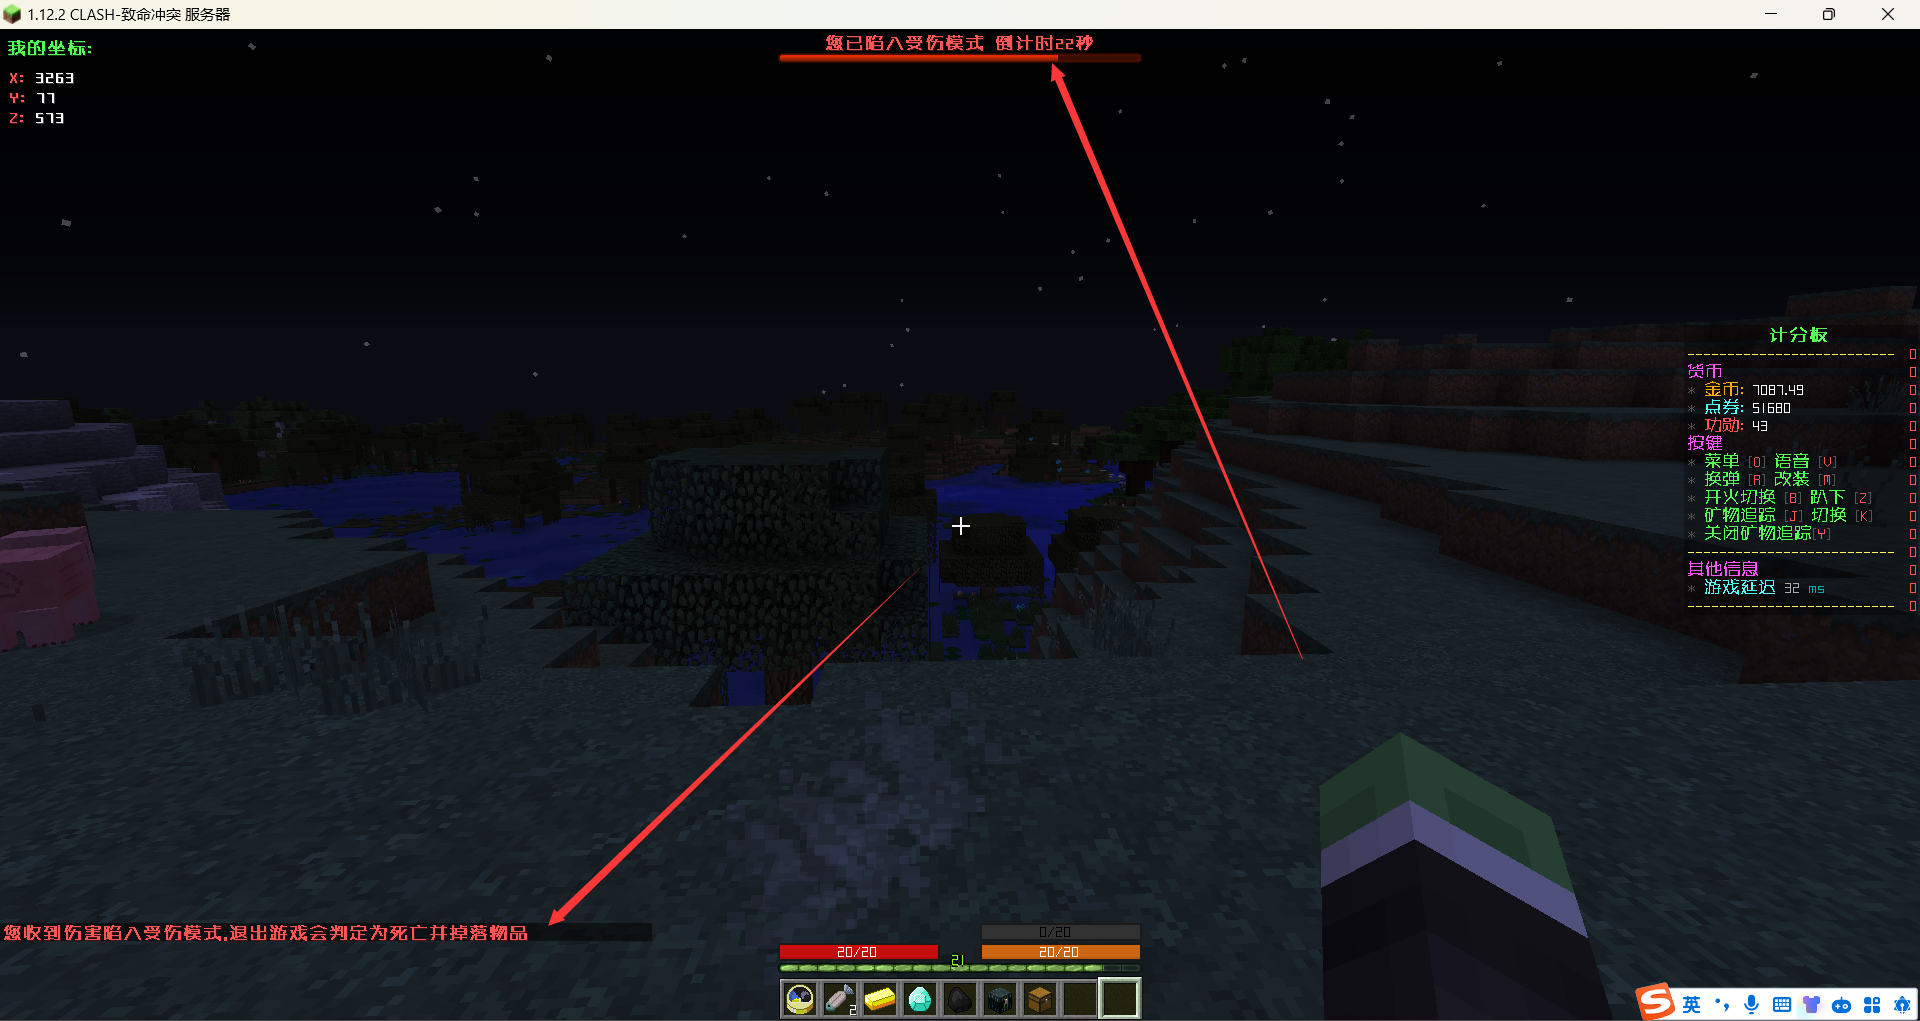 1.12.2 CLASH-致命冲突 服务器
我的坐标:
X: 3263
Y: 77
Z: 573
您已陷入受伤模式 倒计时22秒
计分板
货币
* 金币: 7087.49
* 点券: 51680
* 功勋: 43
按键
* 菜单 [O] 语音 [V]
* 换弹 [R] 改装 [M]
* 开火切换 [B] 趴下 [Z]
* 矿物追踪 [J] 切换 [K]
* 关闭矿物追踪[Y]
其他信息
* 游戏延迟 32 ms
您收到伤害陷入受伤模式,退出游戏会判定为死亡并掉落物品
0/20
20/20
20/20
21
2
英